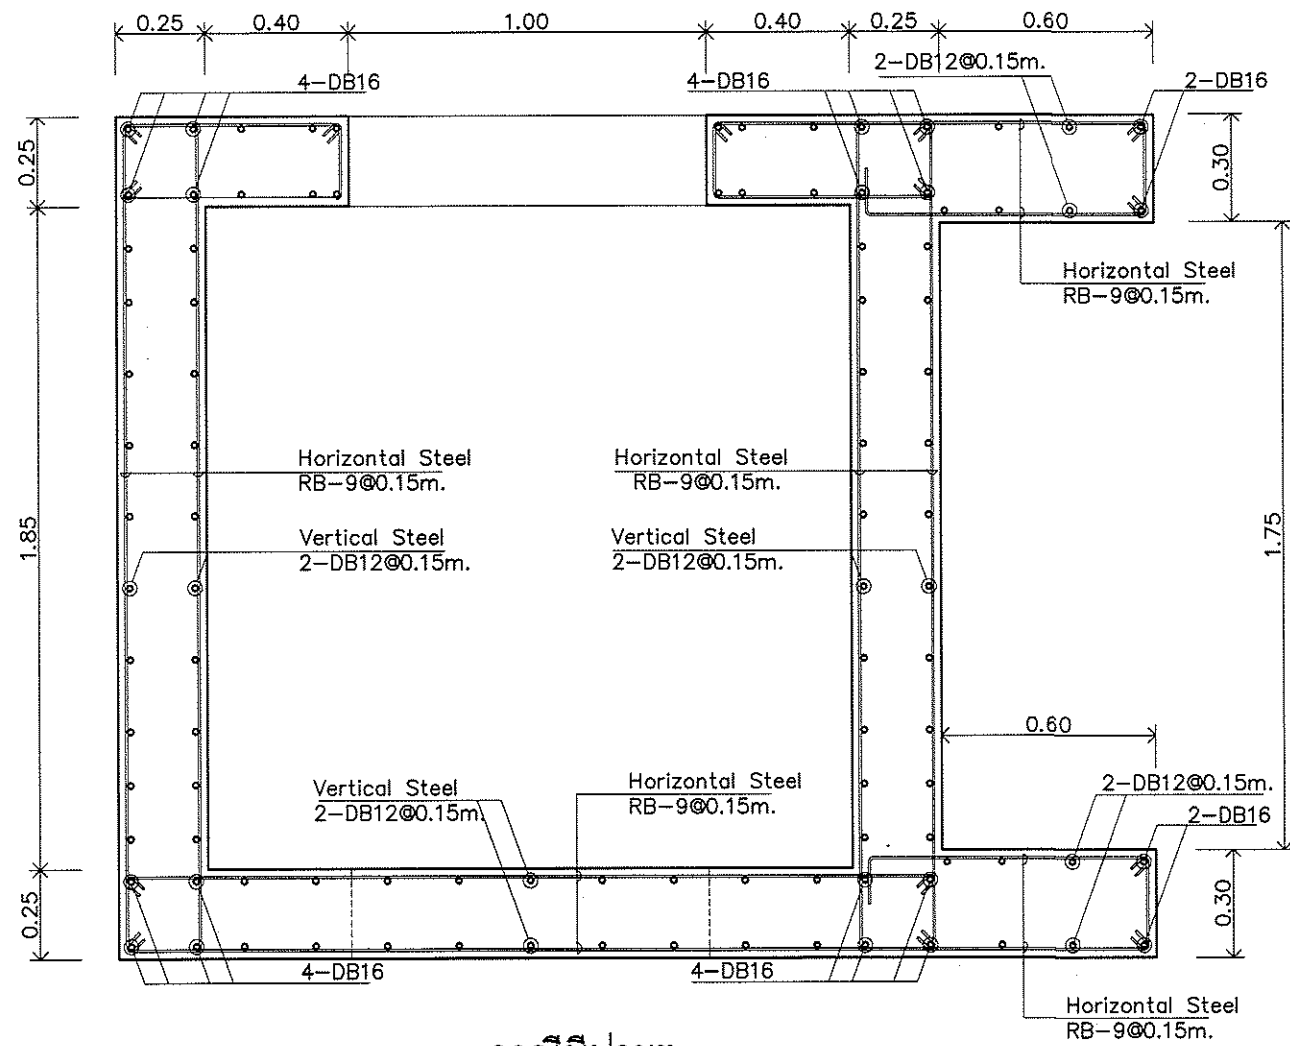 0.25
0.40
1.00
0.40
0.25
0.60
2-DB12@0.15m.
4-DB16
4-DB16
2-DB16
0.25
0.30
Horizontal Steel
RB-9@0.15m.
Horizontal Steel
RB-9@0.15m.
Horizontal Steel
RB-9@0.15m.
1.85
Vertical Steel
2-DB12@0.15m.
Vertical Steel
2-DB12@0.15m.
1.75
0.60
Vertical Steel
2-DB12@0.15m.
Horizontal Steel
RB-9@0.15m.
2-DB12@0.15m.
2-DB16
0.25
0.30
4-DB16
4-DB16
Horizontal Steel
RB-9@0.15m.